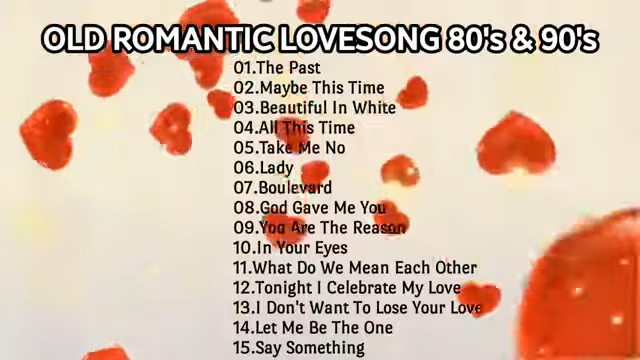 OLD ROMANTIC LOVESONG 80's & 90's
01.The Past
02.Maybe This Time
03.Beautiful In White
04.All This Time
05.Take Me No
06.Lady
07.Boulevard
08.God Gave Me You
09.You Are The Reason
10.In Your Eyes
11.What Do We Mean Each Other
12.Tonight I Celebrate My Love
13.I Don't Want To Lose Your Love
14.Let Me Be The One
15.Say Something